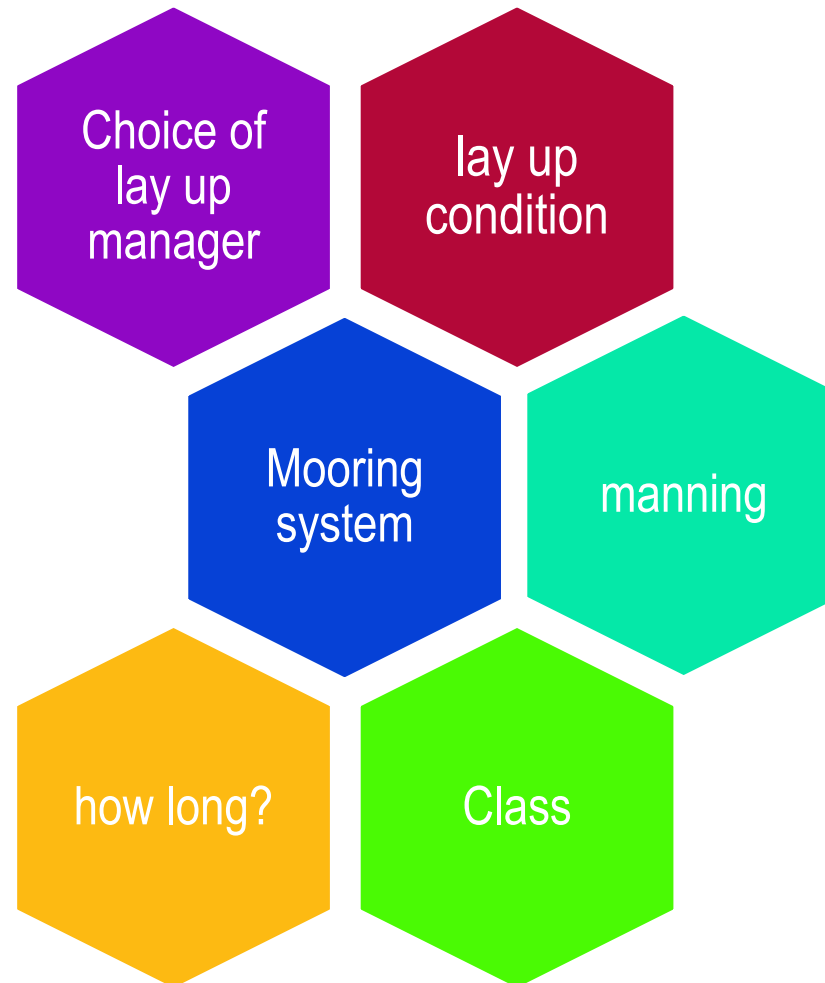 Choice of
lay up
manager
lay up
condition
Mooring
system
manning
how long?
Class